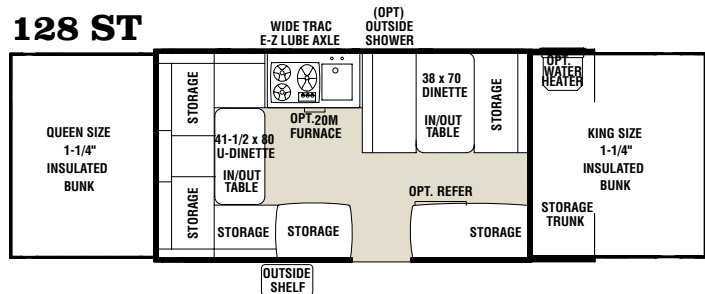 128 ST
WIDE TRAC
E-Z LUBE AXLE
(OPT)
OUTSIDE
SHOWER
QUEEN SIZE
1-1/4"
INSULATED
BUNK
STORAGE
STORAGE
41-1/2 x 80
U-DINETTE
IN/OUT
TABLE
OPT. 20M
FURNACE
38 x 70
DINETTE
IN/OUT
TABLE
STORAGE
OPT.
WATER
HEATER
KING SIZE
1-1/4"
INSULATED
BUNK
STORAGE
TRUNK
OPT. REFER
STORAGE
STORAGE
STORAGE
OUTSIDE
SHELF